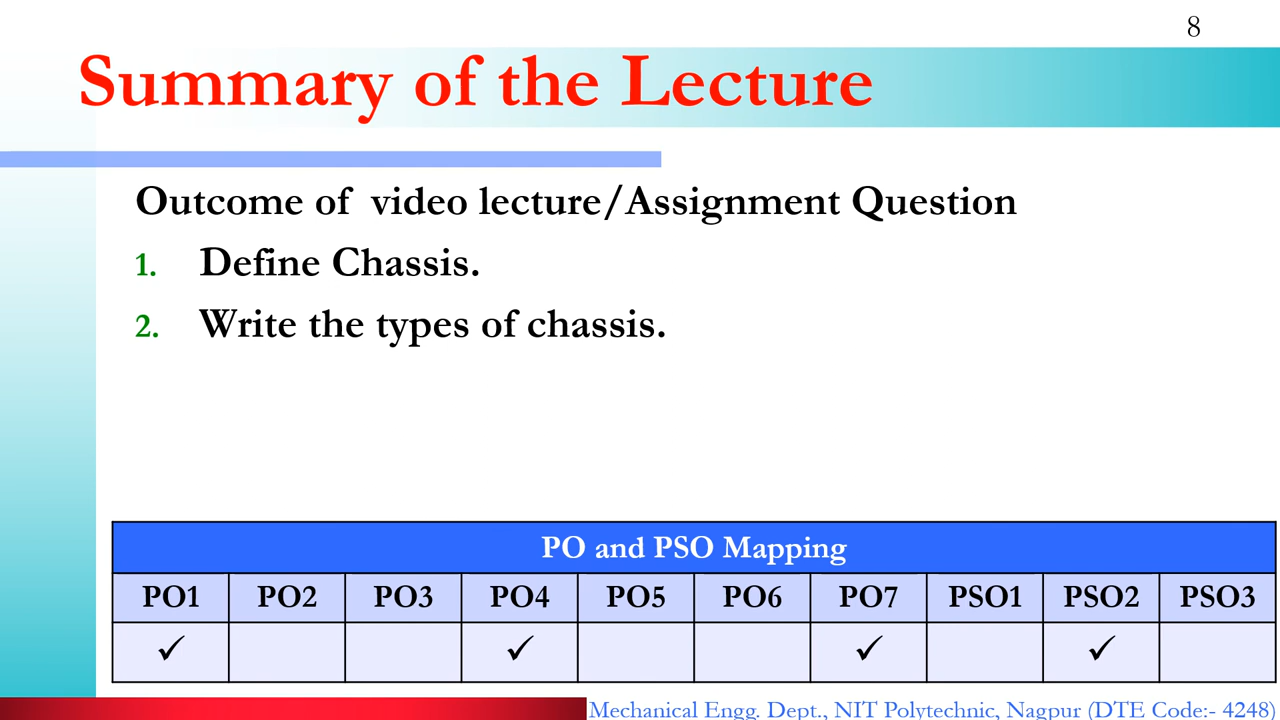 8
Summary of the Lecture
Outcome of video lecture/Assignment Question
1. Define Chassis.
2. Write the types of chassis.
PO and PSO Mapping
PO1 PO2 PO3 PO4 PO5 PO6 PO7 PSO1 PSO2 PSO3
✓ ✓ ✓ ✓
Mechanical Engg. Dept., NIT Polytechnic, Nagpur (DTE Code:- 4248)